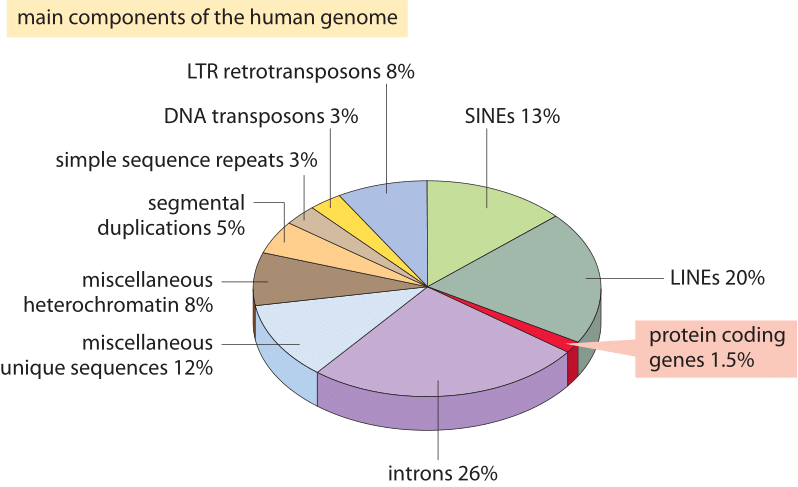 main components of the human genome
LTR retrotransposons 8%
DNA transposons 3%
SINEs 13%
simple sequence repeats 3%
segmental
duplications 5%
LINEs 20%
miscellaneous
heterochromatin 8%
protein coding
genes 1.5%
miscellaneous
unique sequences 12%
introns 26%